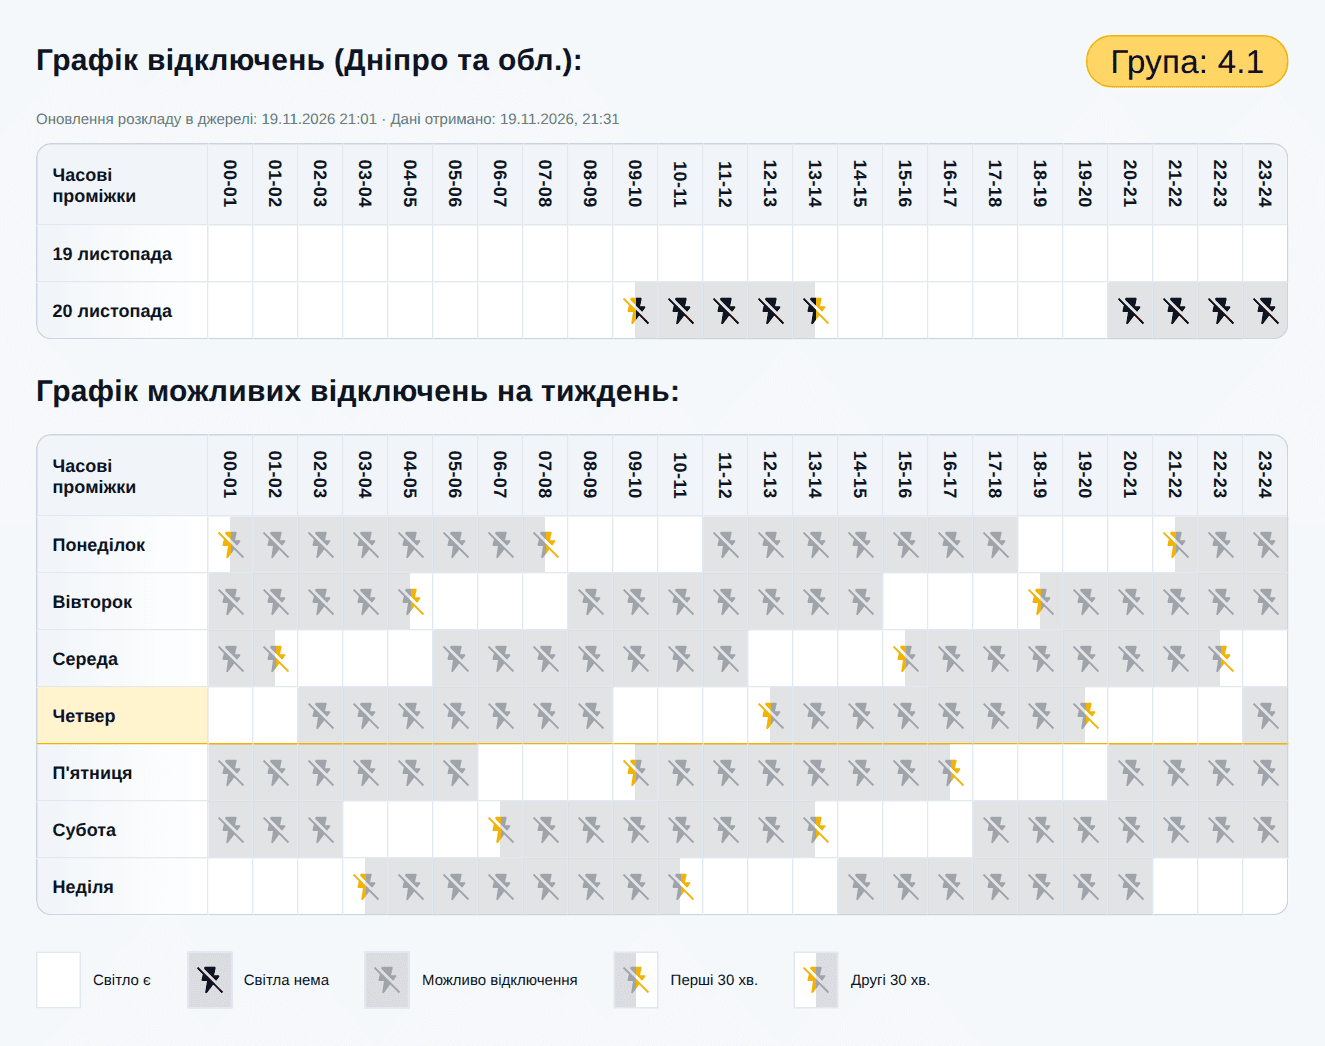 Графік відключень (Дніпро та обл.):
Група: 4.1
Оновлення розкладу в джерелі: 19.11.2026 21:01 · Дані отримано: 19.11.2026, 21:31
Часові
проміжки
00-01 01-02 02-03 03-04 04-05 05-06 06-07 07-08 08-09 09-10 10-11 11-12 12-13 13-14 14-15 15-16 16-17 17-18 18-19 19-20 20-21 21-22 22-23 23-24
19 листопада
20 листопада
Графік можливих відключень на тиждень:
Часові
проміжки
00-01 01-02 02-03 03-04 04-05 05-06 06-07 07-08 08-09 09-10 10-11 11-12 12-13 13-14 14-15 15-16 16-17 17-18 18-19 19-20 20-21 21-22 22-23 23-24
Понеділок
Вівторок
Середа
Четвер
П'ятниця
Субота
Неділя
Світло є
Світла нема
Можливо відключення
Перші 30 хв.
Другі 30 хв.